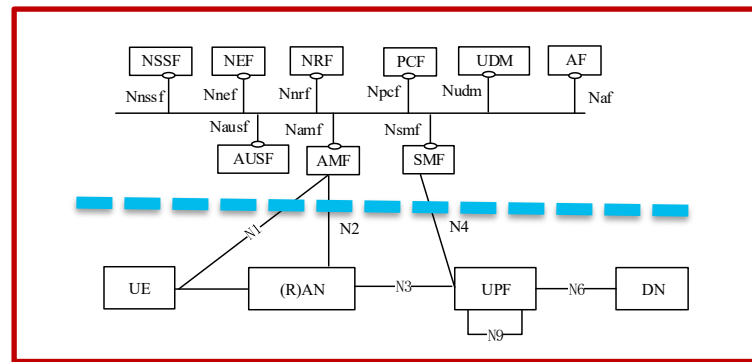 NSSF NEF NRF PCF UDM AF
Nnssf Nnef Nnrf Npcf Nudm Naf
Nausf Namf Nsmf
AUSF AMF SMF
N1 N2 N4
UE (R)AN N3 UPF N6 DN
N9